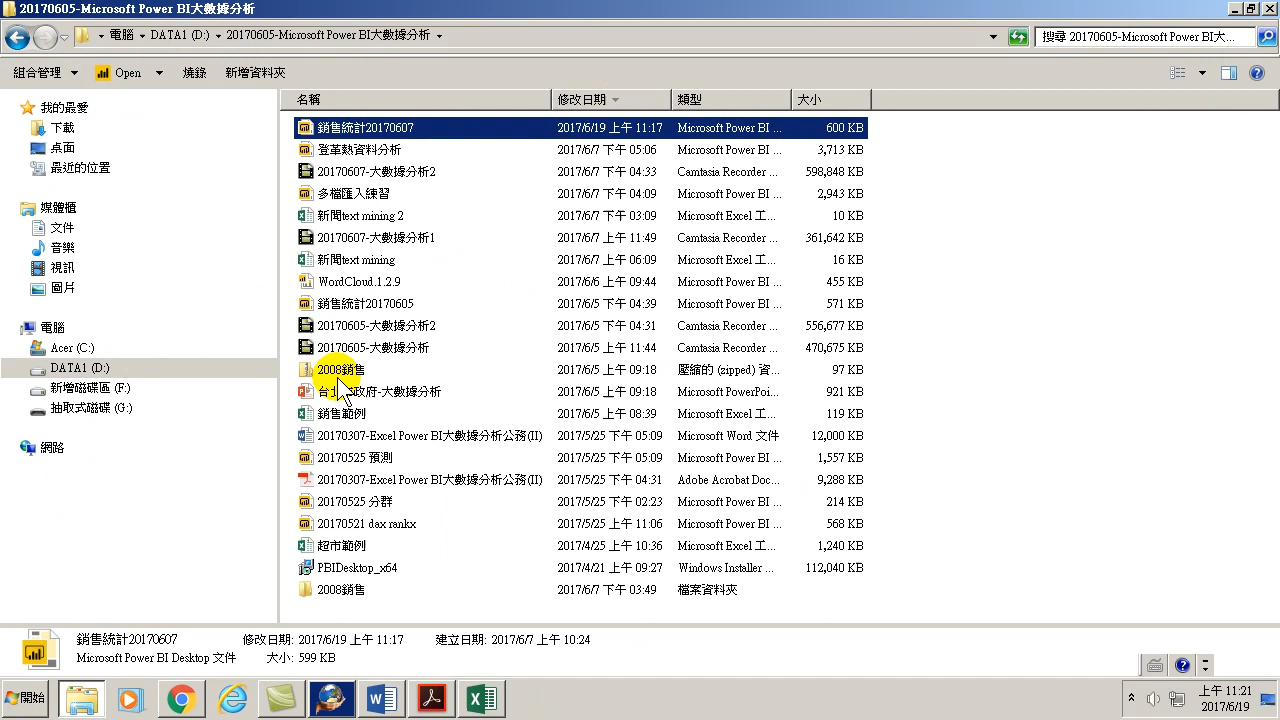 20170605-Microsoft Power BI大數據分析
電腦 DATA1 (D:) 20170605-Microsoft Power BI大數據分析
搜尋 20170605-Microsoft Power BI大...
組合管理 Open 燒錄 新增資料夾
我的最愛
下載
桌面
最近的位置
媒體櫃
文件
音樂
視訊
圖片
電腦
Acer (C:)
DATA1 (D:)
新增磁碟區 (F:)
抽取式磁碟 (G:)
網路
名稱 修改日期 類型 大小
銷售統計20170607 2017/6/19 上午 11:17 Microsoft Power BI ... 600 KB
登革熱資料分析 2017/6/7 下午 05:06 Microsoft Power BI ... 3,713 KB
20170607-大數據分析2 2017/6/7 下午 04:33 Camtasia Recorder ... 598,848 KB
多檔匯入練習 2017/6/7 下午 04:09 Microsoft Power BI ... 2,943 KB
新聞text mining 2 2017/6/7 下午 03:09 Microsoft Excel 工... 10 KB
20170607-大數據分析1 2017/6/7 上午 11:49 Camtasia Recorder ... 361,642 KB
新聞text mining 2017/6/7 上午 06:09 Microsoft Excel 工... 16 KB
WordCloud.1.2.9 2017/6/6 上午 09:44 Microsoft Power BI ... 455 KB
銷售統計20170605 2017/6/5 下午 04:39 Microsoft Power BI ... 571 KB
20170605-大數據分析2 2017/6/5 下午 04:31 Camtasia Recorder ... 556,677 KB
20170605-大數據分析 2017/6/5 上午 11:44 Camtasia Recorder ... 470,675 KB
2008銷售 2017/6/5 上午 09:18 壓縮的 (zipped) 資... 97 KB
台北 政府-大數據分析 2017/6/5 上午 09:18 Microsoft PowerPoi... 921 KB
銷售範例 2017/6/5 上午 08:39 Microsoft Excel 工... 119 KB
20170307-Excel Power BI大數據分析公務(II) 2017/5/25 下午 05:09 Microsoft Word 文件 12,000 KB
20170525 預測 2017/5/25 下午 05:09 Microsoft Power BI ... 1,557 KB
20170307-Excel Power BI大數據分析公務(II) 2017/5/25 下午 04:31 Adobe Acrobat Doc... 9,288 KB
20170525 分群 2017/5/25 下午 02:23 Microsoft Power BI ... 214 KB
20170521 dax rankx 2017/5/25 上午 11:06 Microsoft Power BI ... 568 KB
超市範例 2017/4/25 上午 10:36 Microsoft Excel 工... 1,240 KB
PBIDesktop_x64 2017/4/21 上午 09:27 Windows Installer ... 112,040 KB
2008銷售 2017/6/7 下午 03:49 檔案資料夾
銷售統計20170607 修改日期: 2017/6/19 上午 11:17 建立日期: 2017/6/7 上午 10:24
Microsoft Power BI Desktop 文件 大小: 599 KB
開始
上午 11:21
2017/6/19